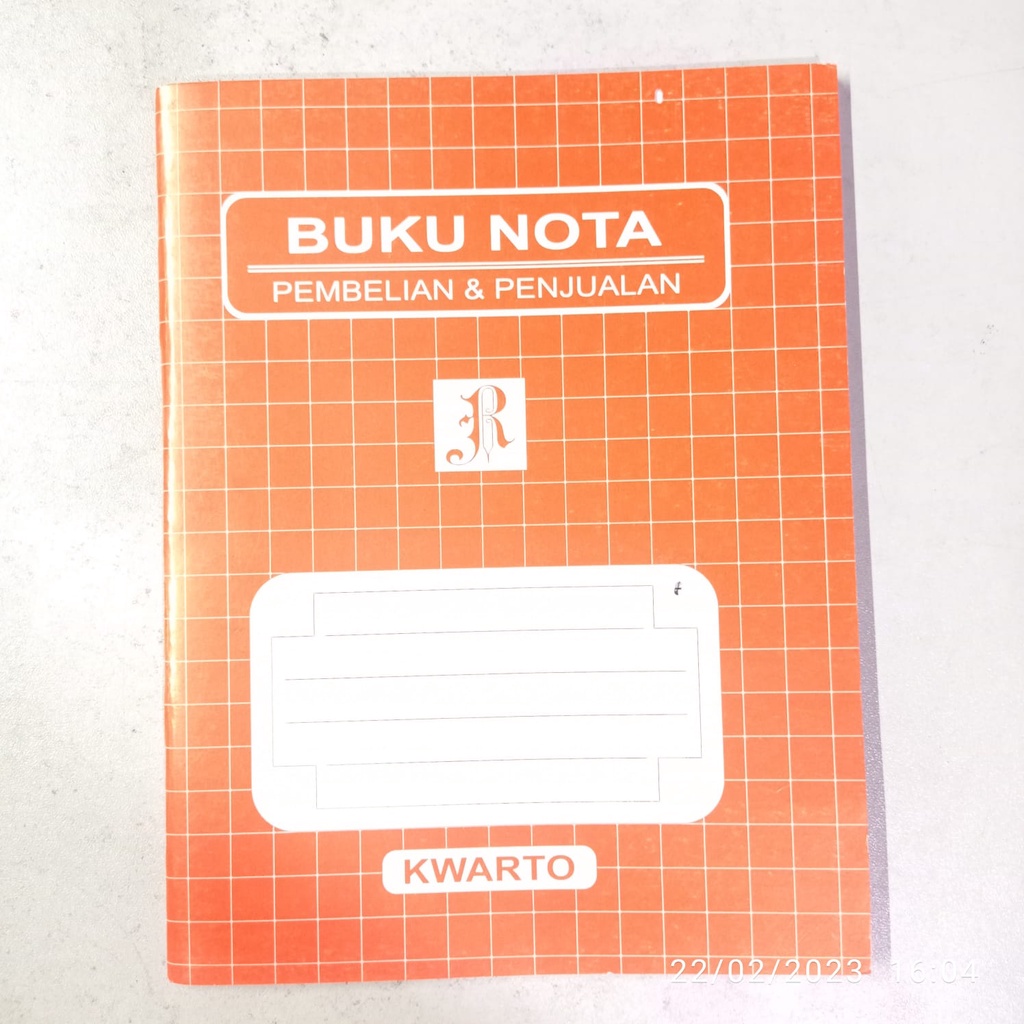 BUKU NOTA
PEMBELIAN & PENJUALAN
R
KWARTO
22/02/2023 16:04